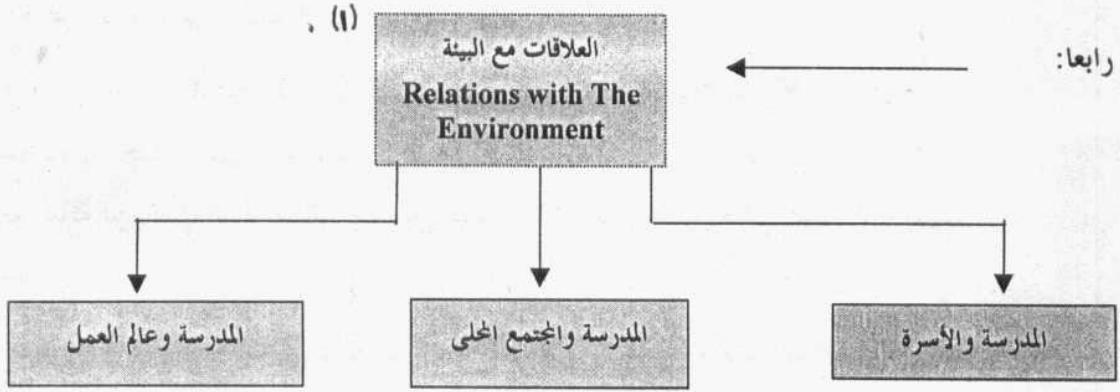 (١) .
رابعا:
العلاقات مع البيئة
Relations with The
Environment
المدرسة والأسرة
المدرسة والمجتمع المحلى
المدرسة وعالم العمل